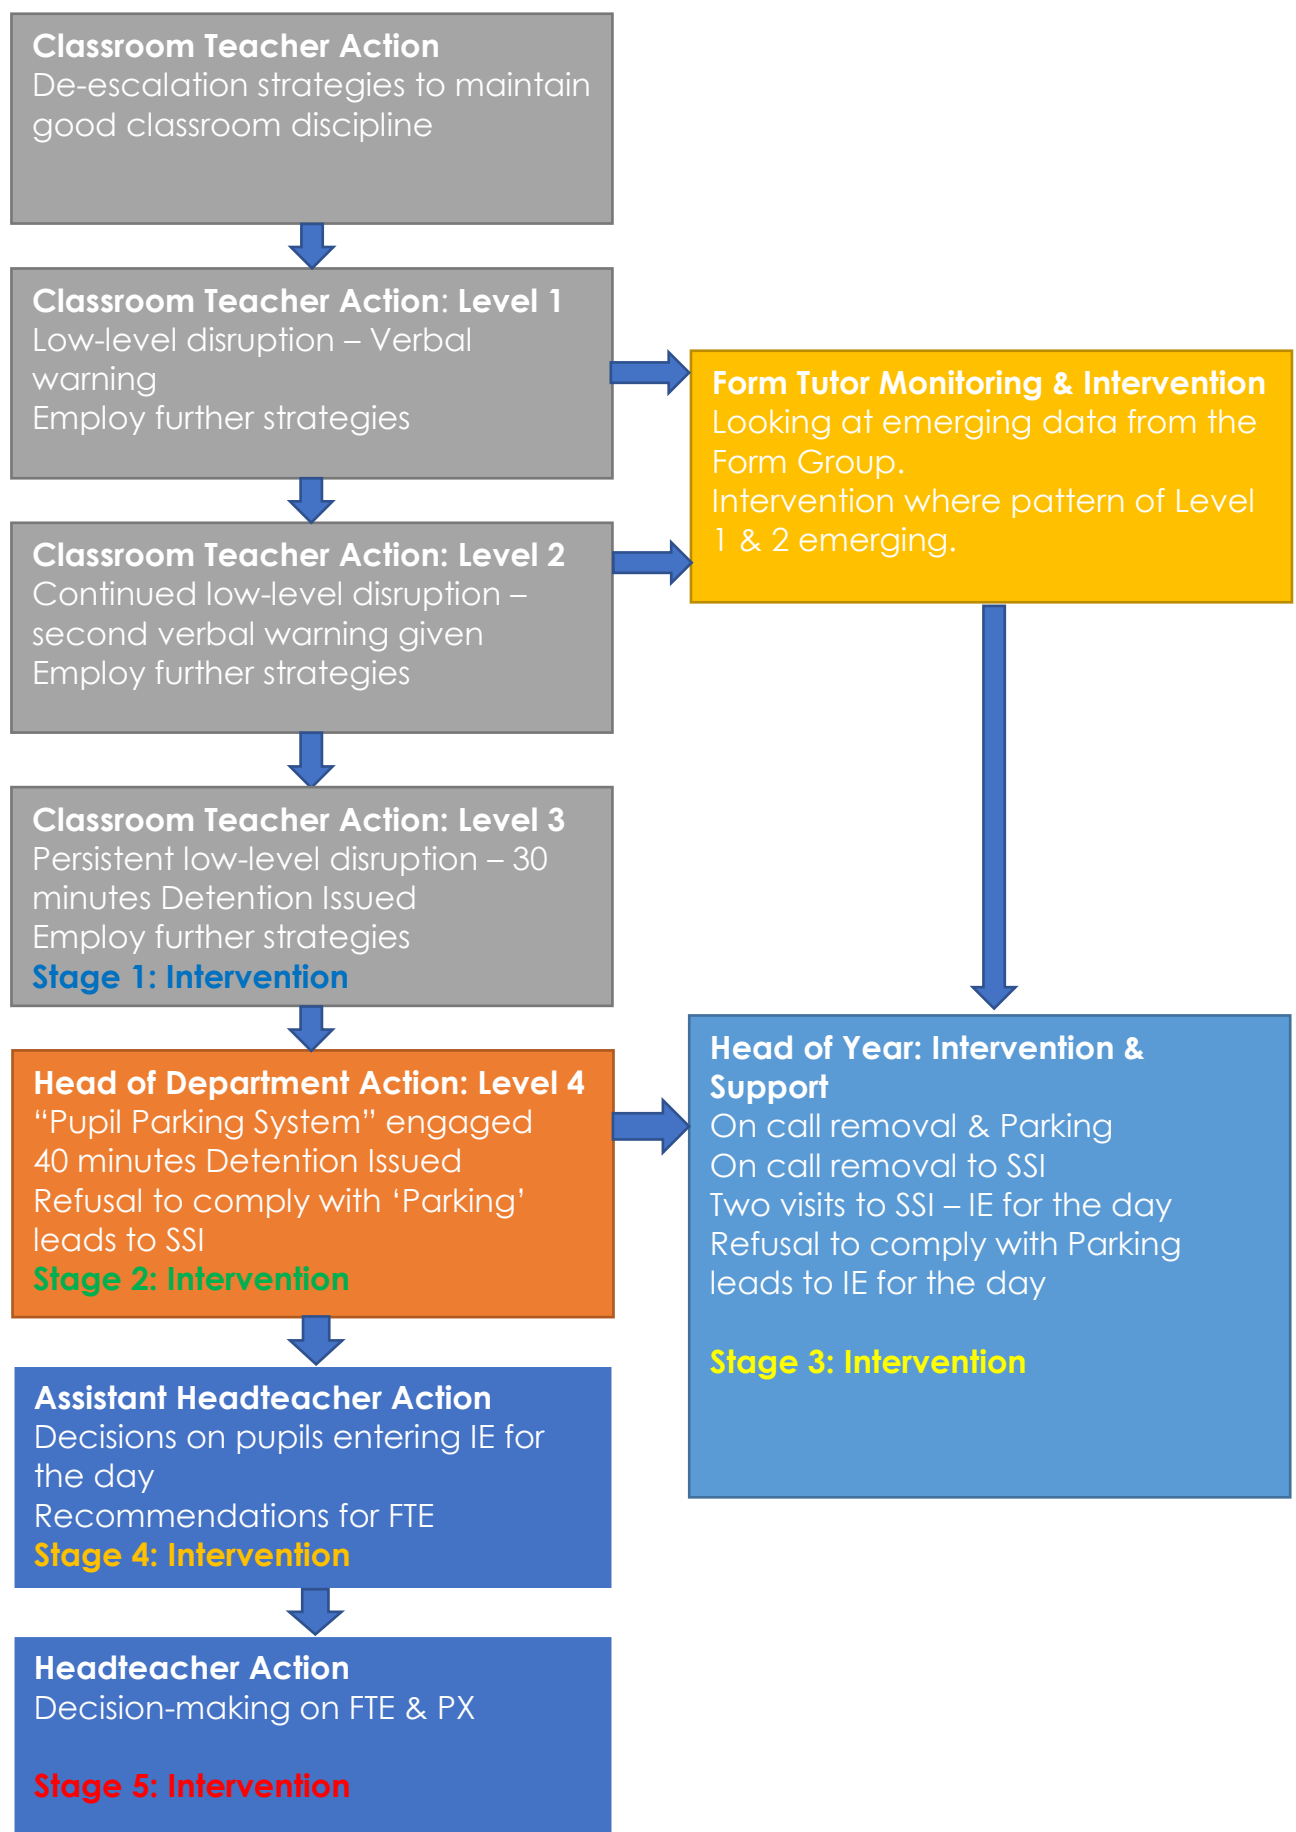 Classroom Teacher Action
De-escalation strategies to maintain
good classroom discipline
Classroom Teacher Action: Level 1
Low-level disruption – Verbal
warning
Employ further strategies
Form Tutor Monitoring & Intervention
Looking at emerging data from the
Form Group.
Intervention where pattern of Level
1 & 2 emerging.
Classroom Teacher Action: Level 2
Continued low-level disruption –
second verbal warning given
Employ further strategies
Classroom Teacher Action: Level 3
Persistent low-level disruption – 30
minutes Detention Issued
Employ further strategies
Stage 1: Intervention
Head of Department Action: Level 4
“Pupil Parking System” engaged
40 minutes Detention Issued
Refusal to comply with ‘Parking’
leads to SSI
Stage 2: Intervention
Head of Year: Intervention &
Support
On call removal & Parking
On call removal to SSI
Two visits to SSI – IE for the day
Refusal to comply with Parking
leads to IE for the day
Stage 3: Intervention
Assistant Headteacher Action
Decisions on pupils entering IE for
the day
Recommendations for FTE
Stage 4: Intervention
Headteacher Action
Decision-making on FTE & PX
Stage 5: Intervention